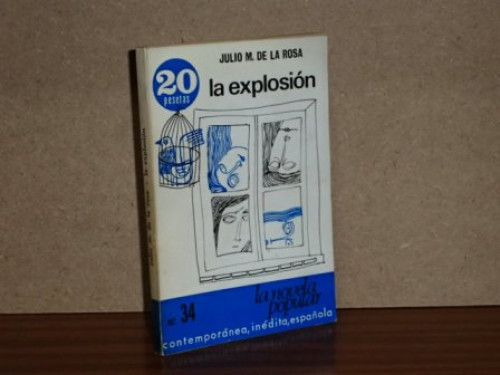 JULIO M. DE LA ROSA
20
pesetas
la explosión
nº 34
la novela
popular
contemporánea, inédita, española